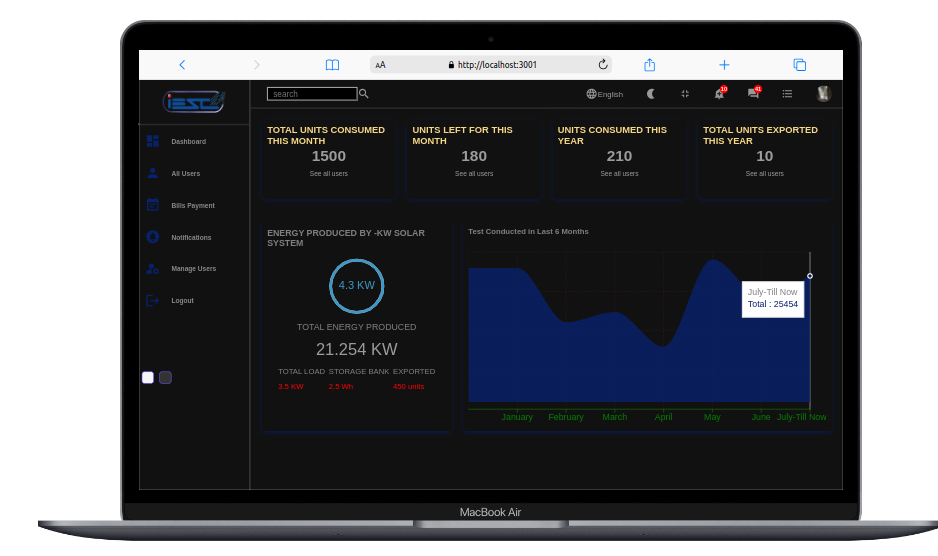 AA
http://localhost:3001
iESC
search
English
10
41
TOTAL UNITS CONSUMED
THIS MONTH
1500
See all users
UNITS LEFT FOR THIS
MONTH
180
See all users
UNITS CONSUMED THIS
YEAR
210
See all users
TOTAL UNITS EXPORTED
THIS YEAR
10
See all users
Dashboard
All Users
Bills Payment
Notifications
Manage Users
Logout
ENERGY PRODUCED BY -KW SOLAR
SYSTEM
4.3 KW
TOTAL ENERGY PRODUCED
21.254 KW
TOTAL LOAD STORAGE BANK EXPORTED
3.5 KW 2.5 Wh 450 units
Test Conducted in Last 6 Months
July-Till Now
Total : 25454
January February March April May June July-Till Now
MacBook Air